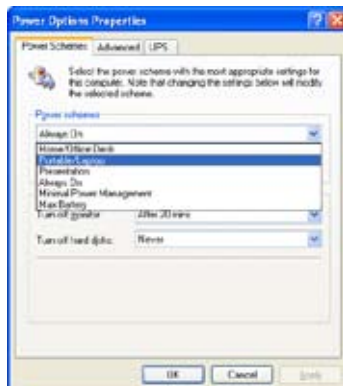 Power Options Properties
Power Schemes Advanced UPS
Select the power scheme with the most appropriate settings for
this computer. Note that changing the settings below will modify
the selected scheme.
Power schemes
Always On
Home/Office Desk
Portable/Laptop
Presentation
Always On
Minimal Power Management
Max Battery
Turn off monitor: After 20 mins
Turn off hard disks: Never
OK Cancel Apply